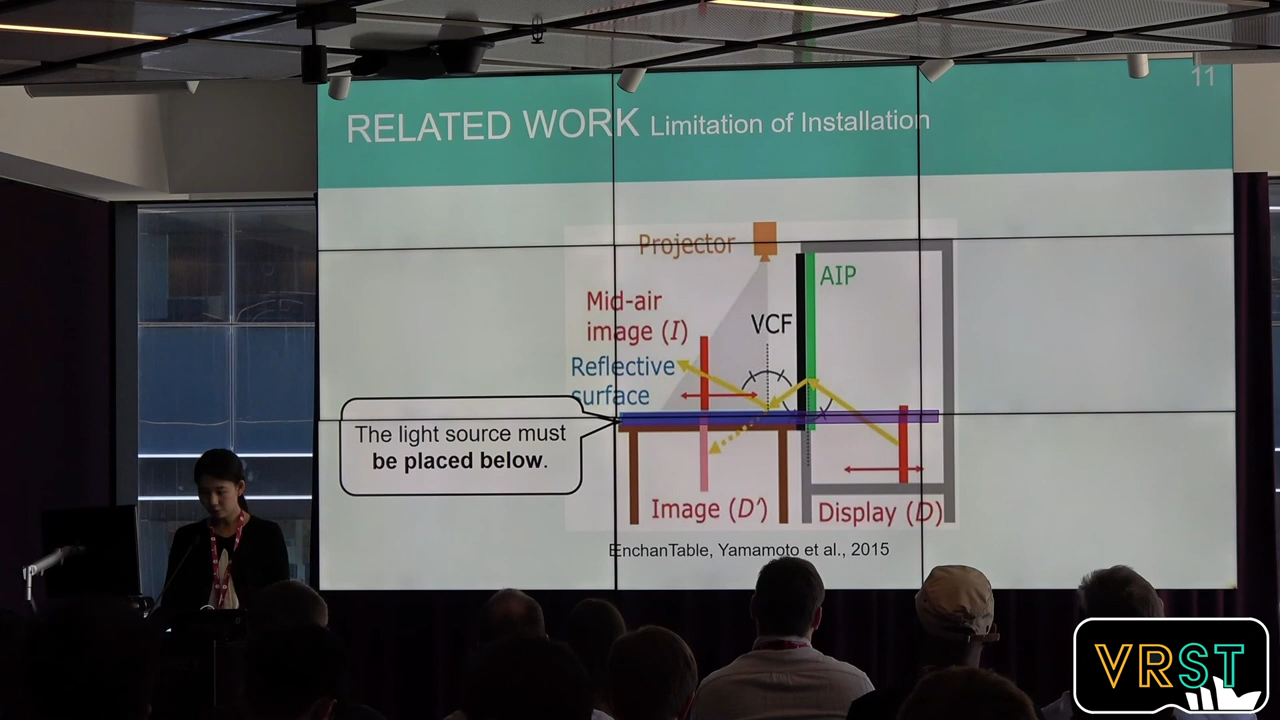 11
RELATED WORK Limitation of Installation
Projector
AIP
Mid-air
image (I)
VCF
Reflective
surface
The light source must
be placed below.
Image (D')
Display (D)
EnchanTable, Yamamoto et al., 2015
VRST